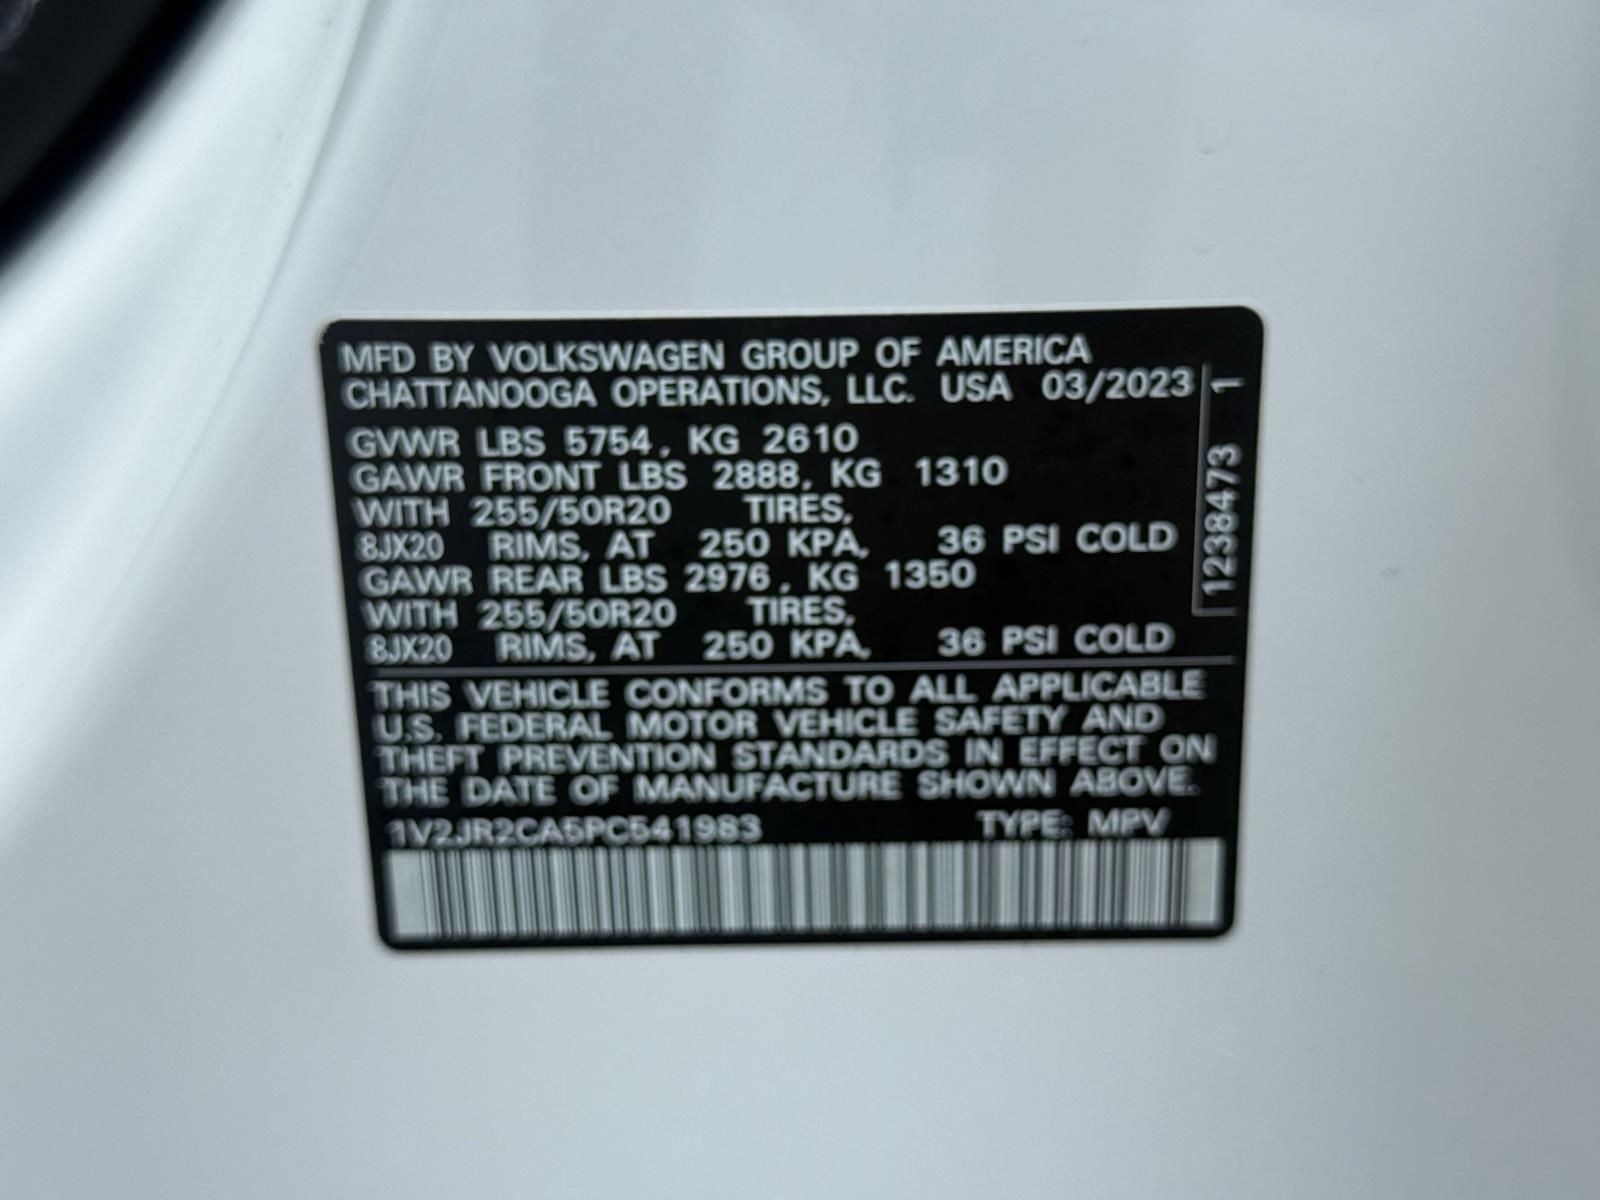 MFD BY VOLKSWAGEN GROUP OF AMERICA
CHATTANOOGA OPERATIONS, LLC. USA 03/2023
GVWR LBS 5754, KG 2610
GAWR FRONT LBS 2888, KG 1310
WITH 255/50R20 TIRES,
8JX20 RIMS, AT 250 KPA, 36 PSI COLD
GAWR REAR LBS 2976, KG 1350
WITH 255/50R20 TIRES,
8JX20 RIMS, AT 250 KPA, 36 PSI COLD
THIS VEHICLE CONFORMS TO ALL APPLICABLE
U.S. FEDERAL MOTOR VEHICLE SAFETY AND
THEFT PREVENTION STANDARDS IN EFFECT ON
THE DATE OF MANUFACTURE SHOWN ABOVE.
1V2JR2CA5PC541983 TYPE: MPV
1238473 1